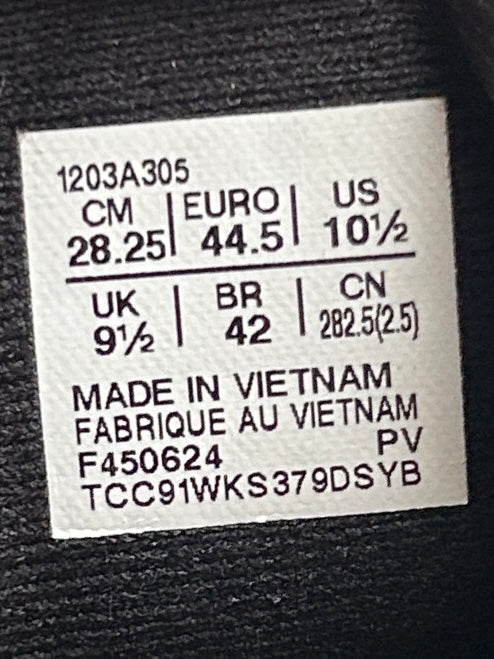 1203A305
CM | EURO | US
28.25 | 44.5 | 10½
UK | BR | CN
9½ | 42 | 282.5(2.5)
MADE IN VIETNAM
FABRIQUE AU VIETNAM
F450624 PV
TCC91WKS379DSYB